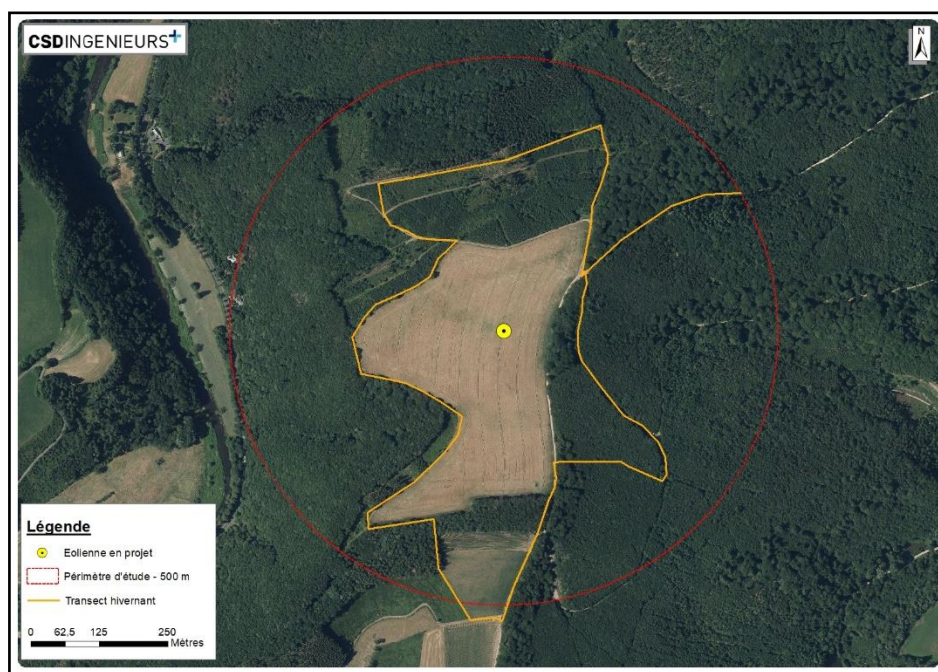 CSDINGENIEURS+
N
Légende
Eolienne en projet
Périmètre d'étude - 500 m
Transect hivernant
0 62,5 125 250
Mètres